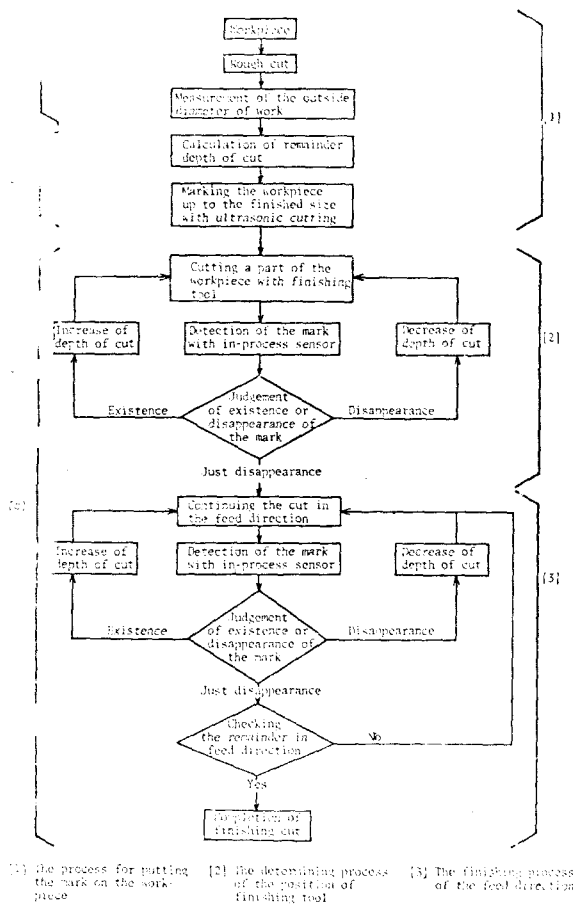 Workpiece
Rough cut
Measurement of the outside
diameter of work
[1]
Calculation of remainder
depth of cut
Marking the workpiece
up to the finished size
with ultrasonic cutting
Cutting a part of the
workpiece with finishing
tool
Increase of
depth of cut
Detection of the mark
with in-process sensor
Decrease of
depth of cut
[2]
Judgement
of existence or
disappearance of
the mark
Existence
Disappearance
Just disappearance
Continuing the cut in
the feed direction
Increase of
depth of cut
Detection of the mark
with in-process sensor
Decrease of
depth of cut
[3]
Judgement
of existence or
disappearance of
the mark
Existence
Disappearance
Just disappearance
Checking
the remainder in
feed direction
No
Yes
Completion of
finishing cut
[1] The process for putting
the mark on the work-
piece
[2] The determining process
of the position of
finishing tool
[3] The finishing process
of the feed direction